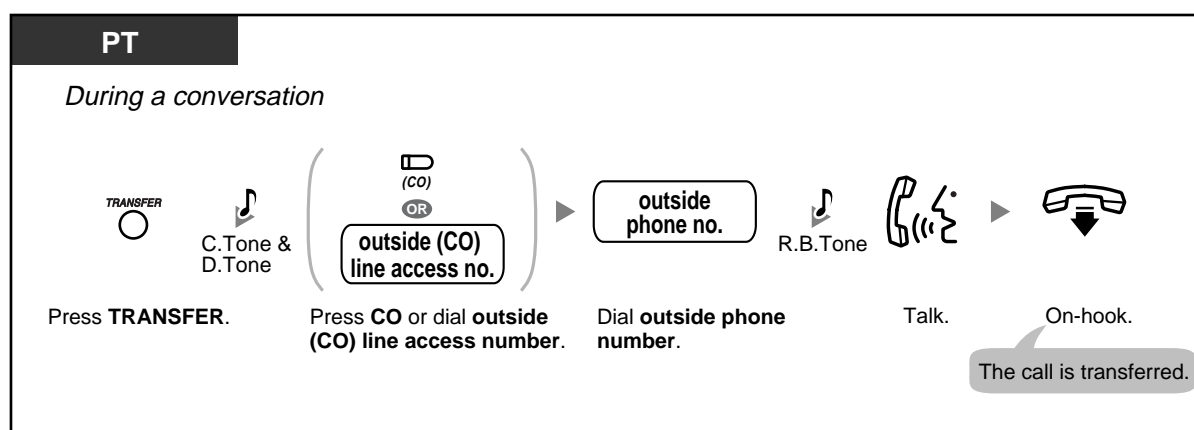 PT
During a conversation
TRANSFER
C.Tone &
D.Tone
(CO)
OR
outside (CO)
line access no.
outside
phone no.
R.B.Tone
Press TRANSFER.
Press CO or dial outside
(CO) line access number.
Dial outside phone
number.
Talk.
On-hook.
The call is transferred.